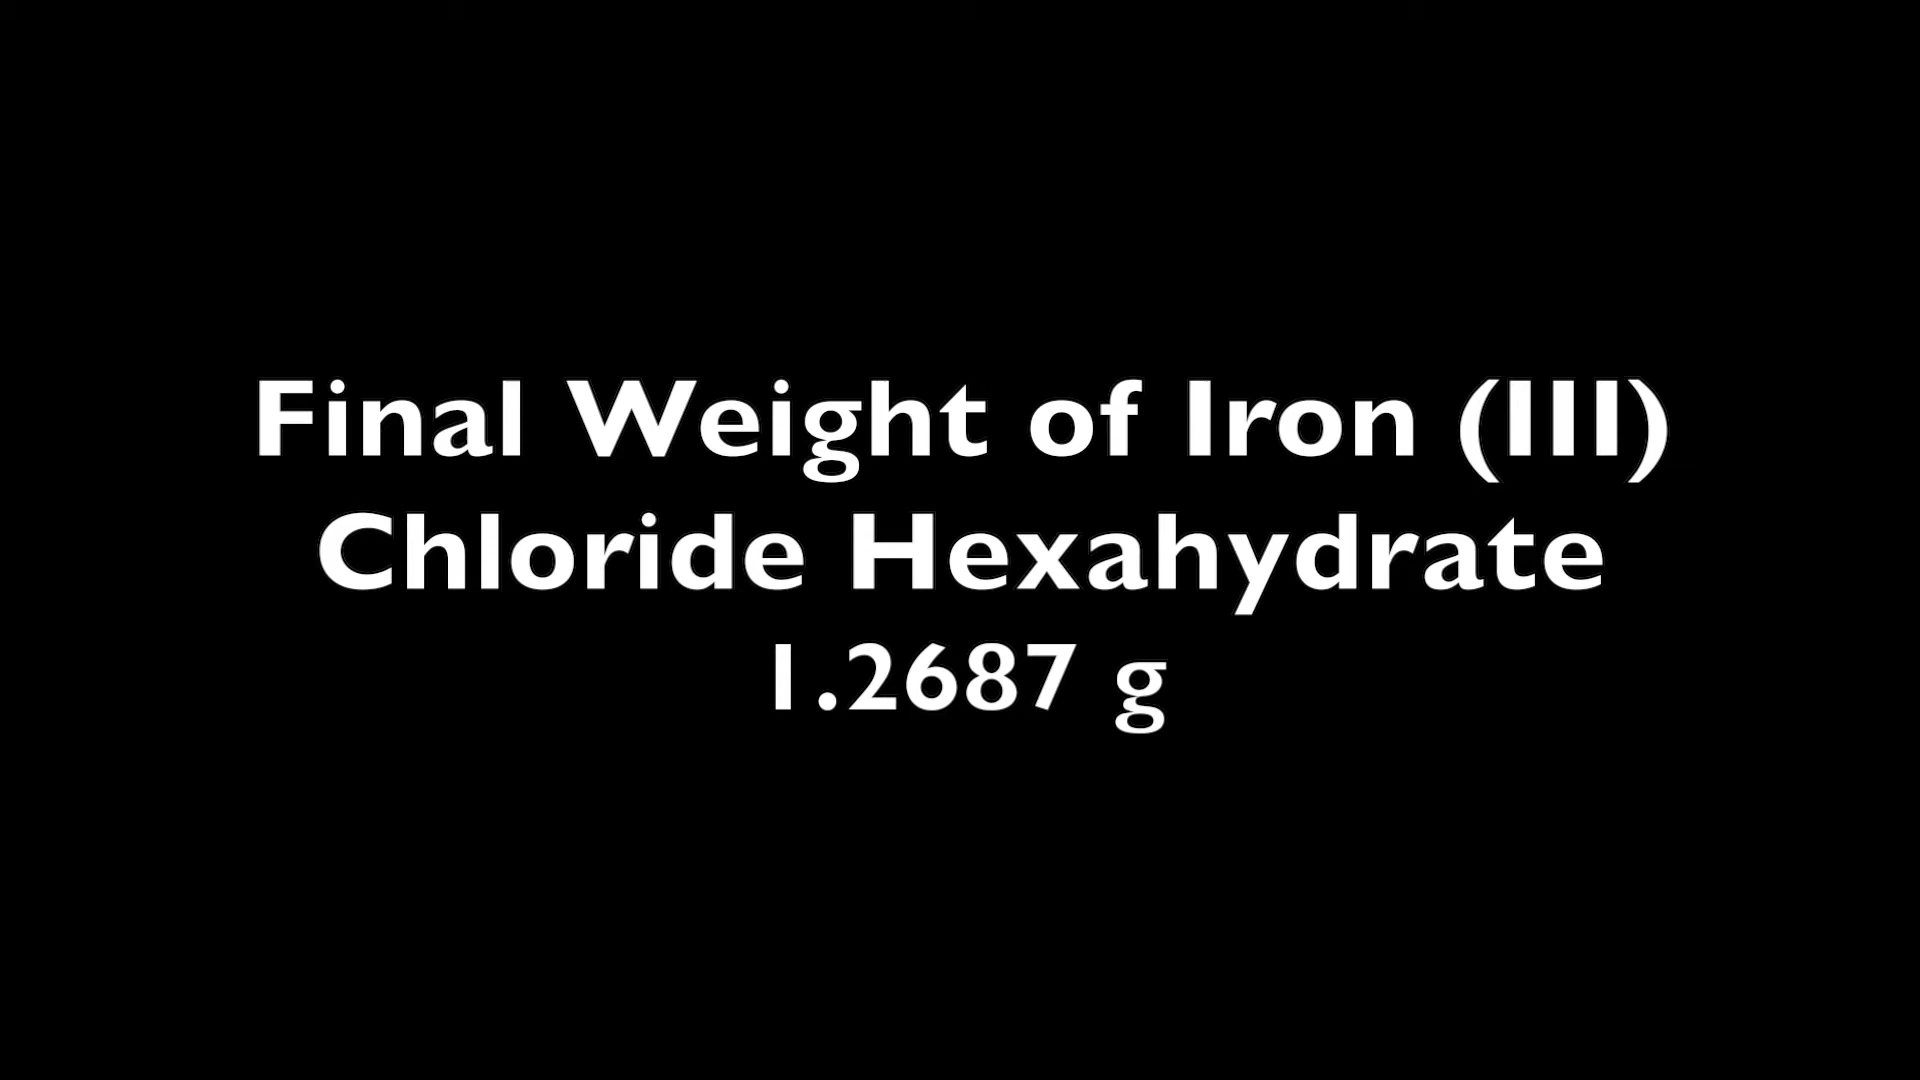 Final Weight of Iron (III)
Chloride Hexahydrate
1.2687 g